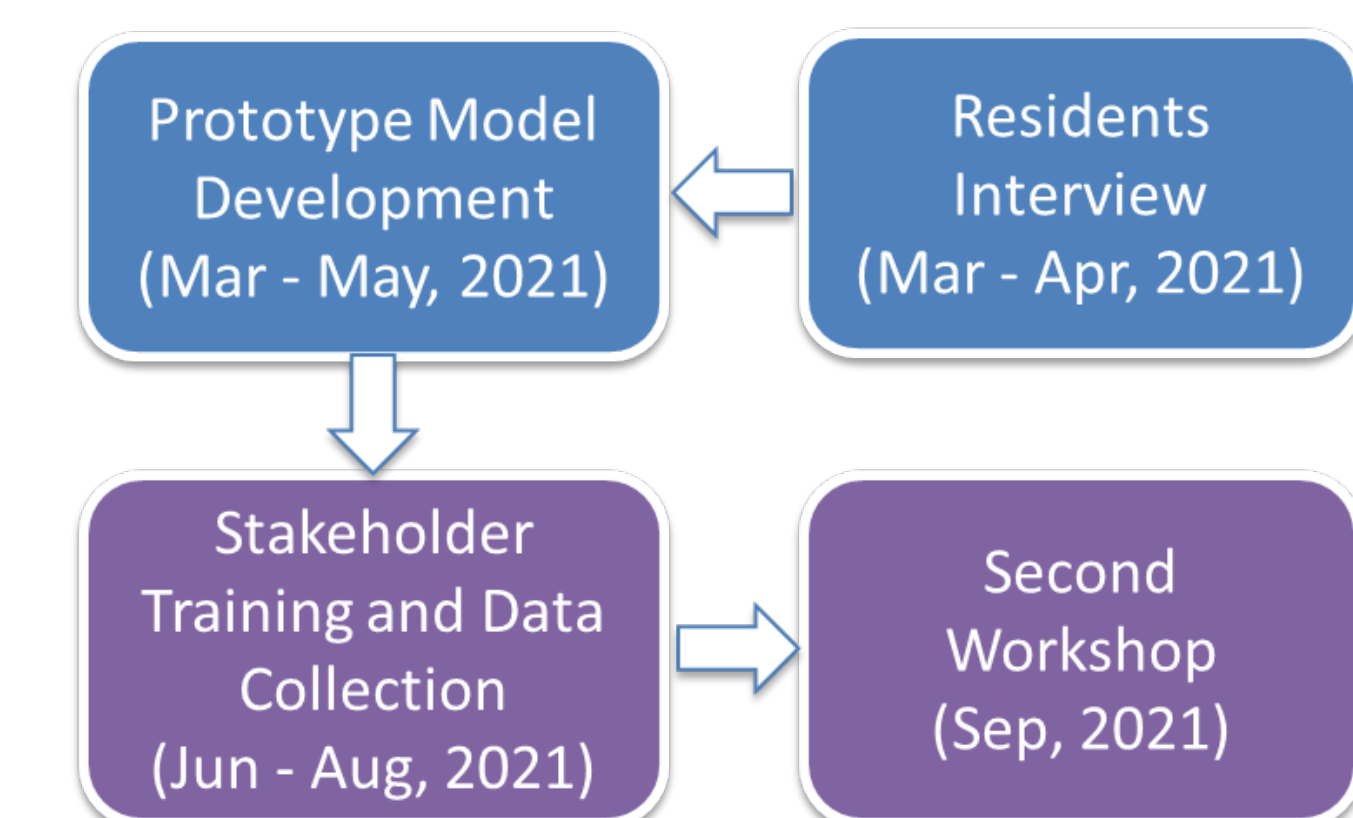 Prototype Model
Development
(Mar - May, 2021)
Residents
Interview
(Mar - Apr, 2021)
Stakeholder
Training and Data
Collection
(Jun - Aug, 2021)
Second
Workshop
(Sep, 2021)